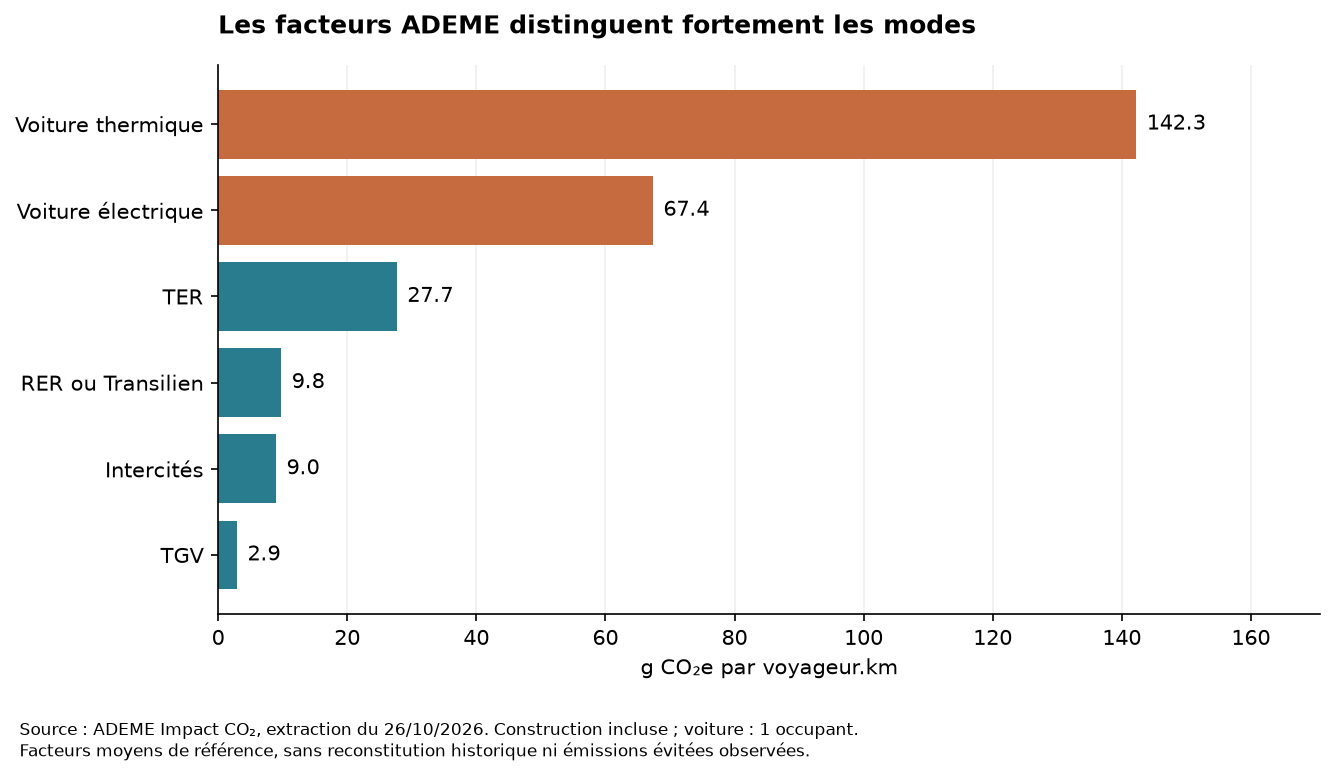 Les facteurs ADEME distinguent fortement les modes
Voiture thermique
142.3
Voiture électrique
67.4
TER
27.7
RER ou Transilien
9.8
Intercités
9.0
TGV
2.9
0 20 40 60 80 100 120 140 160
g CO₂e par voyageur.km
Source : ADEME Impact CO₂, extraction du 26/10/2026. Construction incluse ; voiture : 1 occupant.
Facteurs moyens de référence, sans reconstitution historique ni émissions évitées observées.